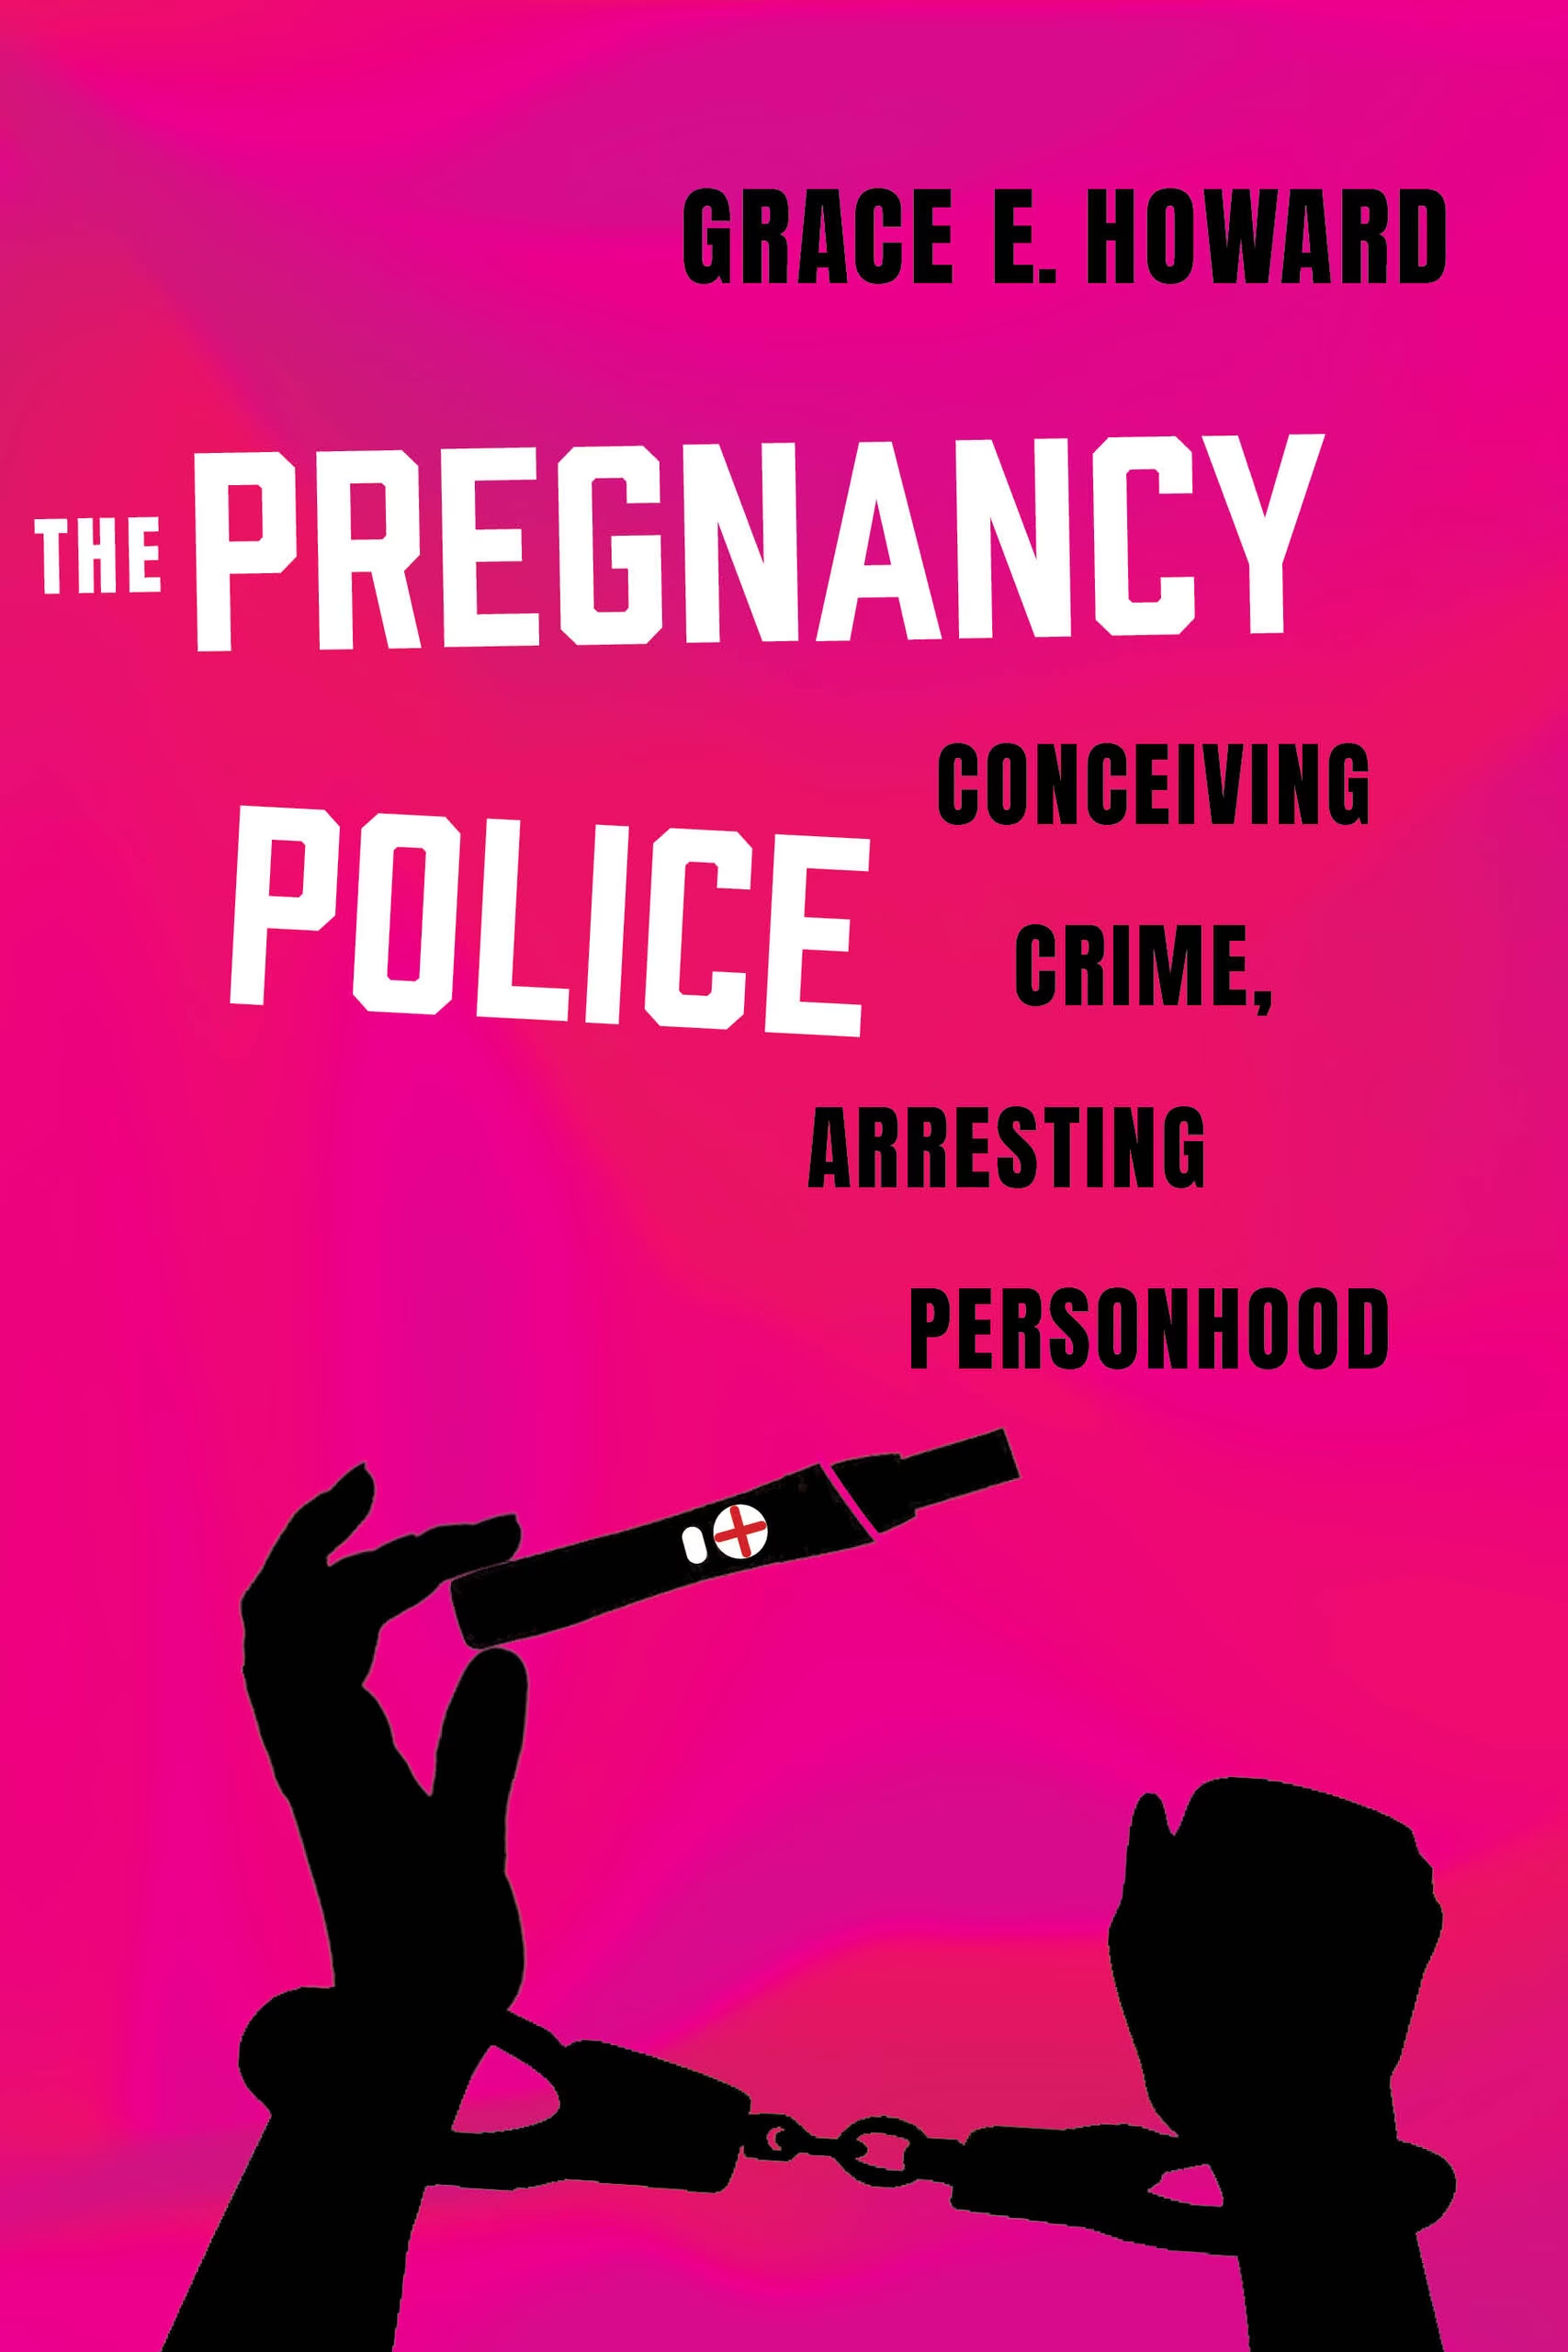 GRACE E. HOWARD
THE PREGNANCY
POLICE
CONCEIVING
CRIME,
ARRESTING
PERSONHOOD